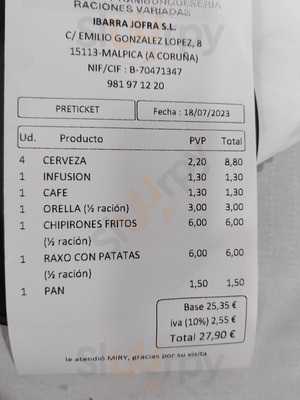 RACIONES VARIADAS
IBARRA JOFRA S.L.
C/ EMILIO GONZALEZ LOPEZ, 8
15113-MALPICA (A CORUÑA)
NIF/CIF : B-70471347
981 97 12 20
PRETICKET Fecha : 18/07/2023
Ud. Producto PVP Total
4 CERVEZA 2,20 8,80
1 INFUSION 1,30 1,30
1 CAFE 1,30 1,30
1 ORELLA (½ ración) 3,00 3,00
1 CHIPIRONES FRITOS 6,00 6,00
(½ ración)
1 RAXO CON PATATAS 6,00 6,00
(½ ración)
1 PAN 1,50 1,50
Base 25,35 €
iva (10%) 2,55 €
Total 27,90 €
le atendió MIRY, gracias por su visita